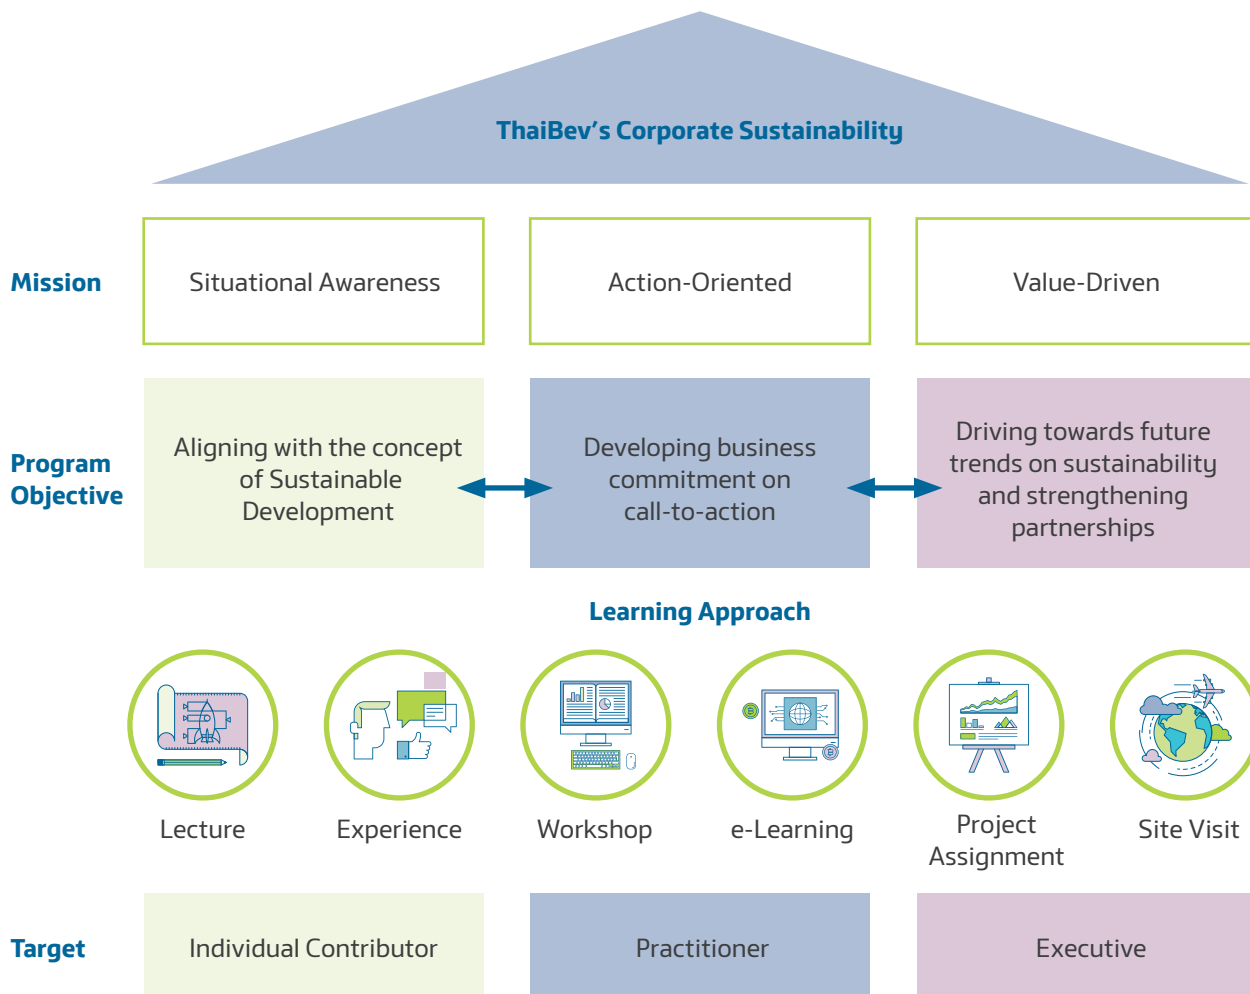 ThaiBev's Corporate Sustainability
Mission
Situational Awareness
Action-Oriented
Value-Driven
Program
Objective
Aligning with the concept
of Sustainable
Development
Developing business
commitment on
call-to-action
Driving towards future
trends on sustainability
and strengthening
partnerships
Learning Approach
Lecture
Experience
Workshop
e-Learning
Project
Assignment
Site Visit
Target
Individual Contributor
Practitioner
Executive